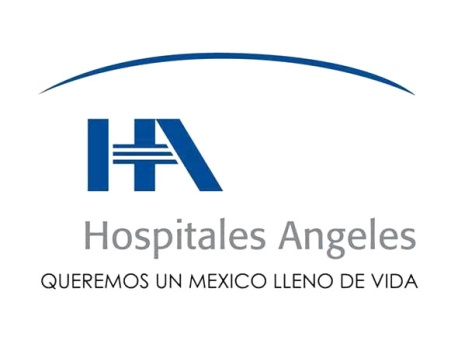 HA
Hospitales Angeles
QUEREMOS UN MEXICO LLENO DE VIDA